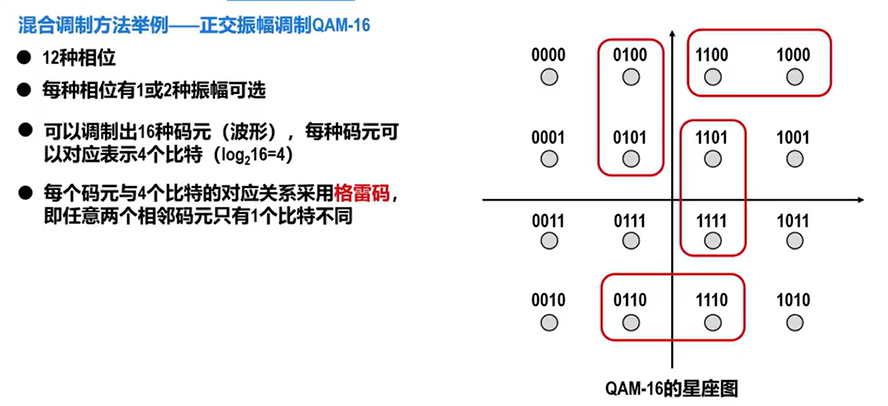 混合调制方法举例——正交振幅调制QAM-16
● 12种相位
● 每种相位有1或2种振幅可选
● 可以调制出16种码元（波形），每种码元可
以对应表示4个比特（log₂16=4）
● 每个码元与4个比特的对应关系采用格雷码，
即任意两个相邻码元只有1个比特不同
0000 0100 1100 1000
0001 0101 1101 1001
0011 0111 1111 1011
0010 0110 1110 1010
QAM-16的星座图